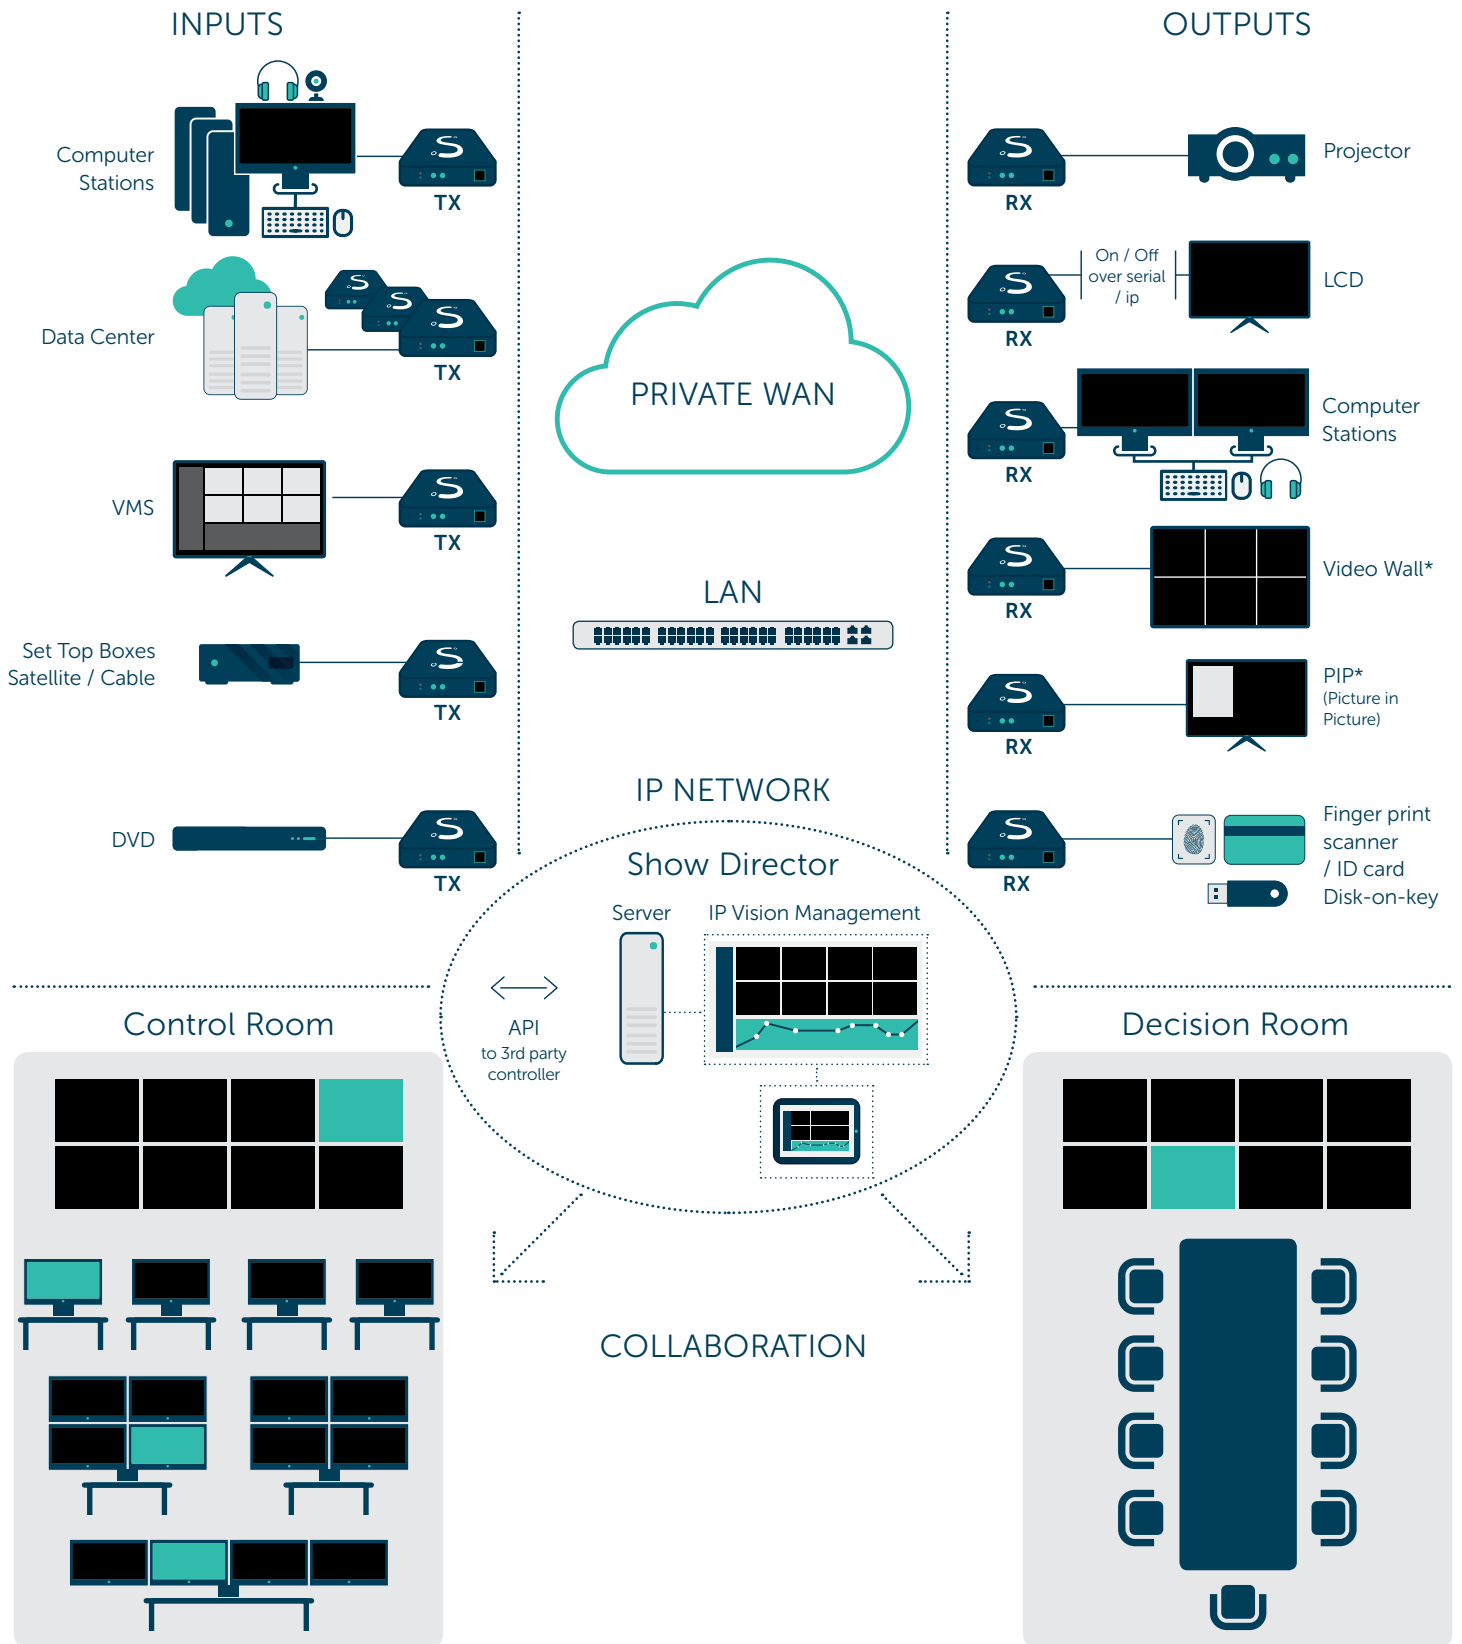 INPUTS
Computer
Stations
TX
Data Center
TX
VMS
TX
Set Top Boxes
Satellite / Cable
TX
DVD
TX
PRIVATE WAN
LAN
IP NETWORK
OUTPUTS
RX
Projector
RX
On / Off
over serial
/ ip
LCD
RX
Computer
Stations
RX
Video Wall*
RX
PIP*
(Picture in
Picture)
RX
Finger print
scanner
/ ID card
Disk-on-key
Show Director
Server
IP Vision Management
API
to 3rd party
controller
Control Room
Decision Room
COLLABORATION